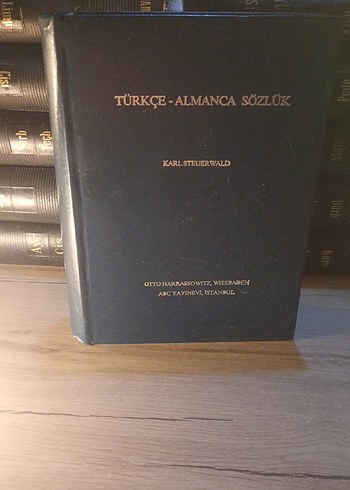 TÜRKÇE - ALMANCA SÖZLÜK
KARL STEUERWALD
OTTO HARRASSOWITZ, WIESBADEN
ABC YAYINEVİ, İSTANBUL